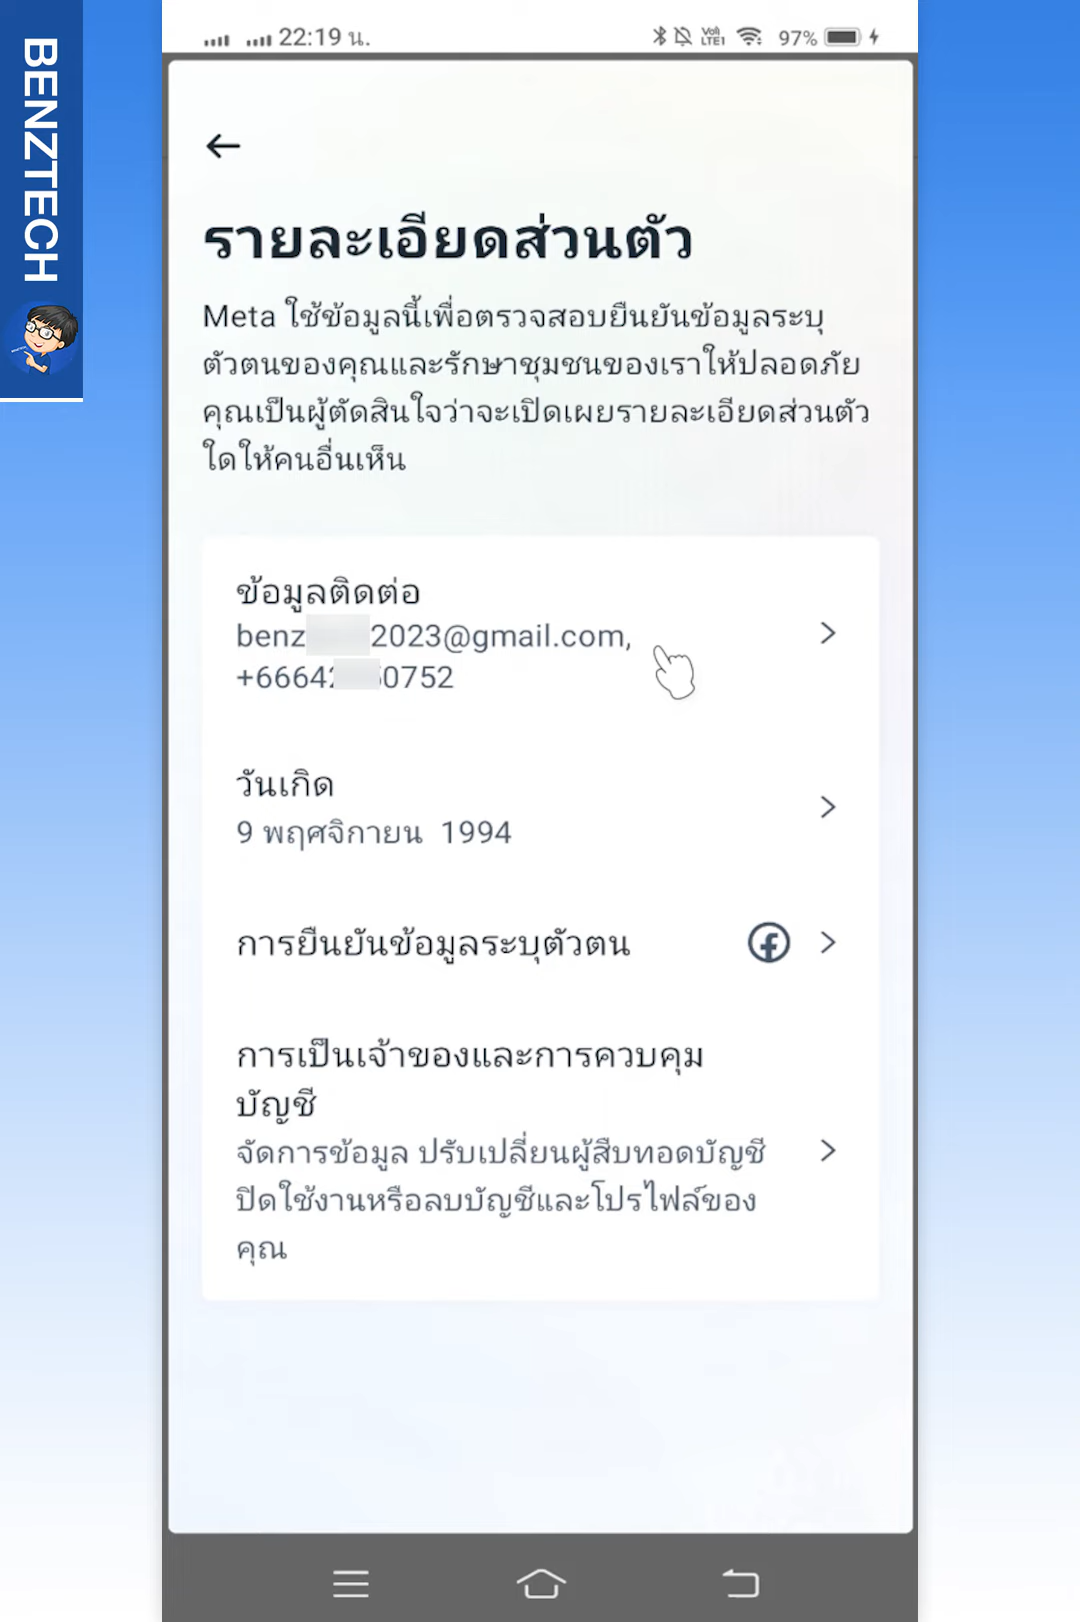 BENZTECH
22:19 น.
97%
รายละเอียดส่วนตัว
Meta ใช้ข้อมูลนี้เพื่อตรวจสอบยืนยันข้อมูลระบุ
ตัวตนของคุณและรักษาชุมชนของเราให้ปลอดภัย
คุณเป็นผู้ตัดสินใจว่าจะเปิดเผยรายละเอียดส่วนตัว
ใดให้คนอื่นเห็น
ข้อมูลติดต่อ
benz 2023@gmail.com,
+6664 0752
วันเกิด
9 พฤศจิกายน 1994
การยืนยันข้อมูลระบุตัวตน
การเป็นเจ้าของและการควบคุม
บัญชี
จัดการข้อมูล ปรับเปลี่ยนผู้สืบทอดบัญชี
ปิดใช้งานหรือลบบัญชีและโปรไฟล์ของ
คุณ